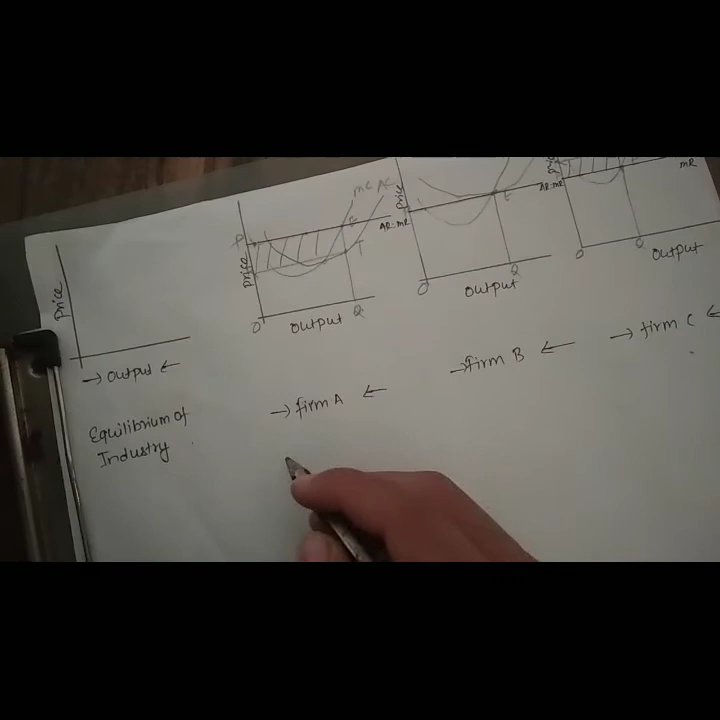 Price
→ Output ←
Equilibrium of
Industry
MC AC
P
E
AR=MR
T
Price
O
Q
Output
→ firm A ←
Price
E
O
Q
Output
→ firm B ←
AR=MR
MR
O
Q
Output
→ firm C ←